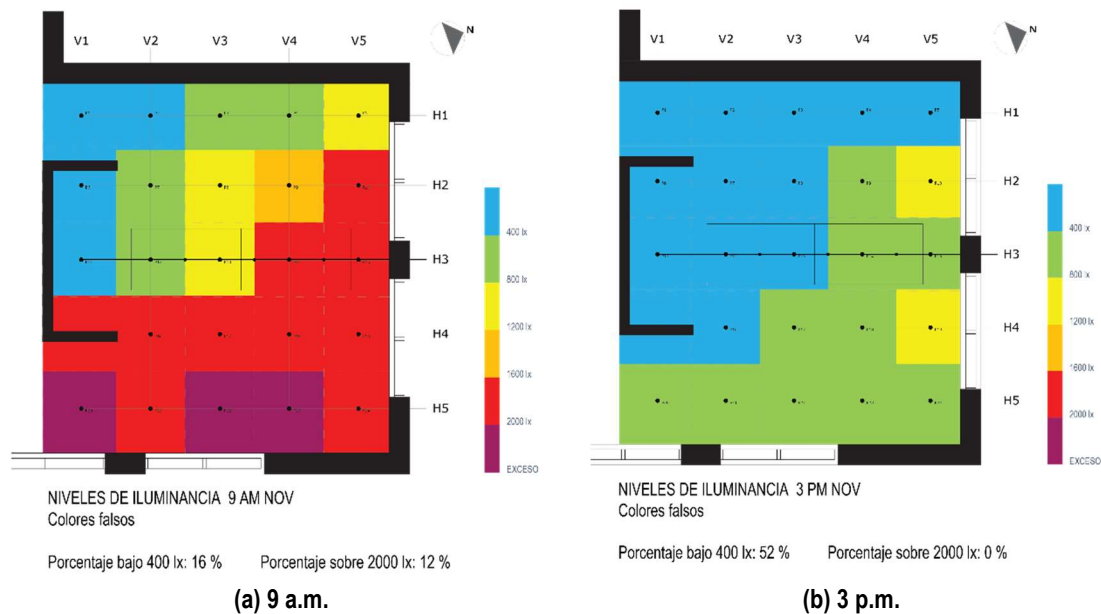 V1 V2 V3 V4 V5 N
H1
H2
H3
H4
H5
400 lx
800 lx
1200 lx
1600 lx
2000 lx
EXCESO
NIVELES DE ILUMINANCIA 9 AM NOV
Colores falsos
Porcentaje bajo 400 lx: 16 % Porcentaje sobre 2000 lx: 12 %
(a) 9 a.m.
V1 V2 V3 V4 V5 N
H1
H2
H3
H4
H5
400 lx
800 lx
1200 lx
1600 lx
2000 lx
EXCESO
NIVELES DE ILUMINANCIA 3 PM NOV
Colores falsos
Porcentaje bajo 400 lx: 52 % Porcentaje sobre 2000 lx: 0 %
(b) 3 p.m.